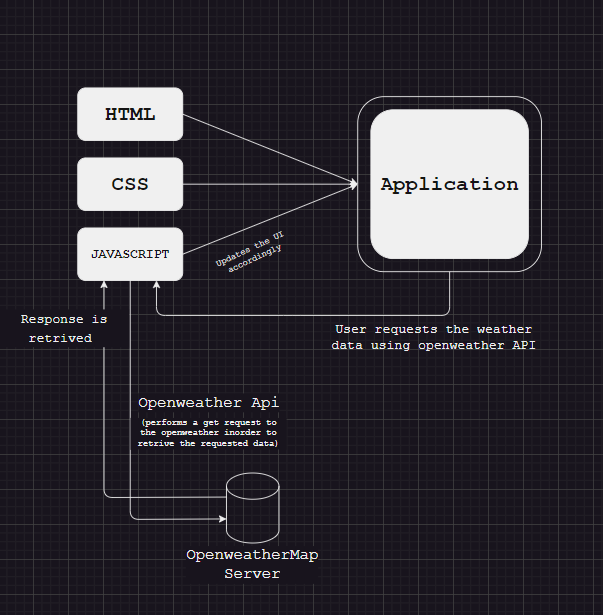 HTML
CSS
Application
JAVASCRIPT
Updates the UI
accordingly
Response is
retrived
User requests the weather
data using openweather API
Openweather Api
(performs a get request to
the openweather inorder to
retrive the requested data)
OpenweatherMap
Server